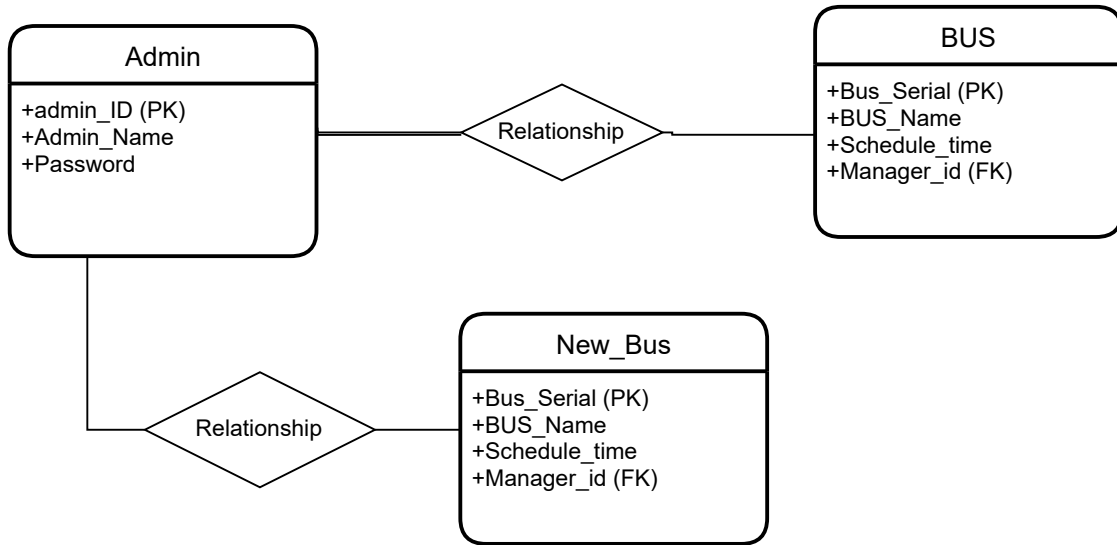 Admin
+admin_ID (PK)
+Admin_Name
+Password
Relationship
BUS
+Bus_Serial (PK)
+BUS_Name
+Schedule_time
+Manager_id (FK)
Relationship
New_Bus
+Bus_Serial (PK)
+BUS_Name
+Schedule_time
+Manager_id (FK)